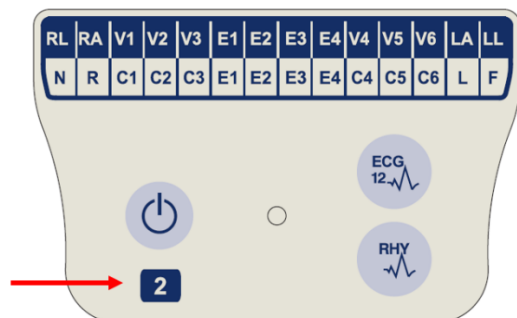 RL RA V1 V2 V3 E1 E2 E3 E4 V4 V5 V6 LA LL
N R C1 C2 C3 E1 E2 E3 E4 C4 C5 C6 L F
ECG
12
RHY
2